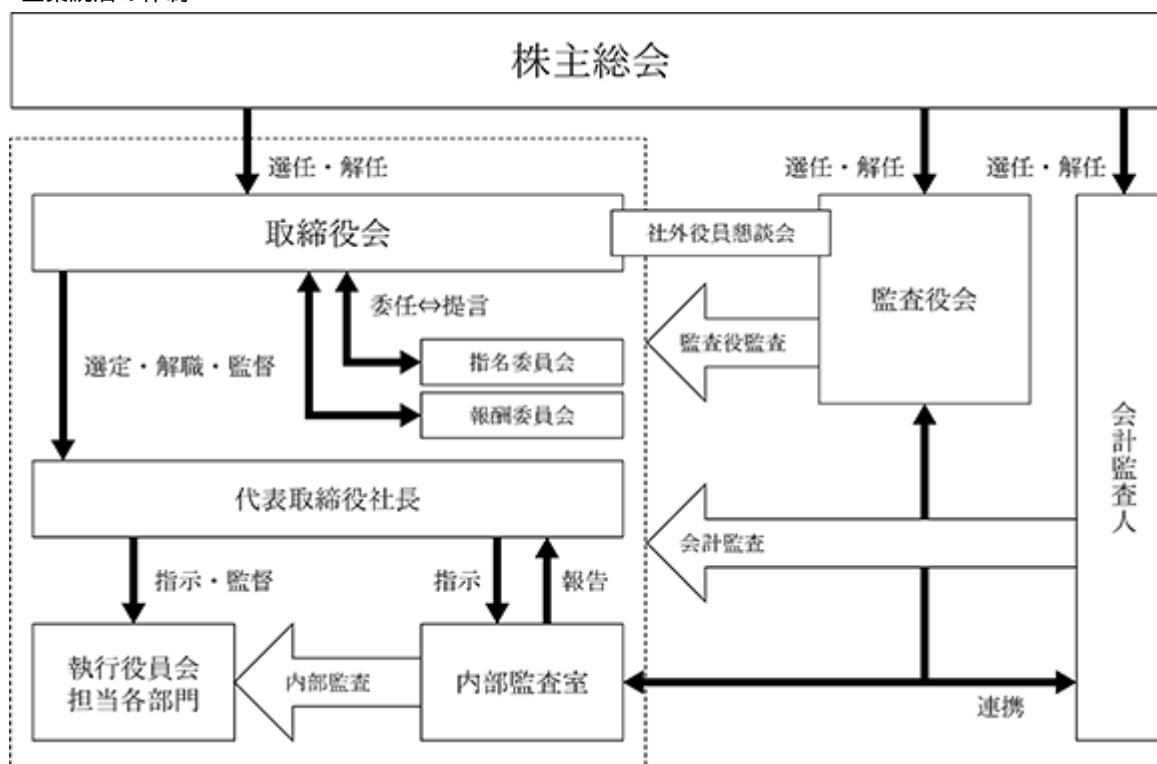 株主総会
選任・解任
選任・解任
選任・解任
取締役会
社外役員懇談会
監査役会
委任⇔提言
監査役監査
選定・解職・監督
指名委員会
報酬委員会
会計監査人
代表取締役社長
会計監査
指示・監督
指示
報告
執行役員会
担当各部門
内部監査
内部監査室
連携